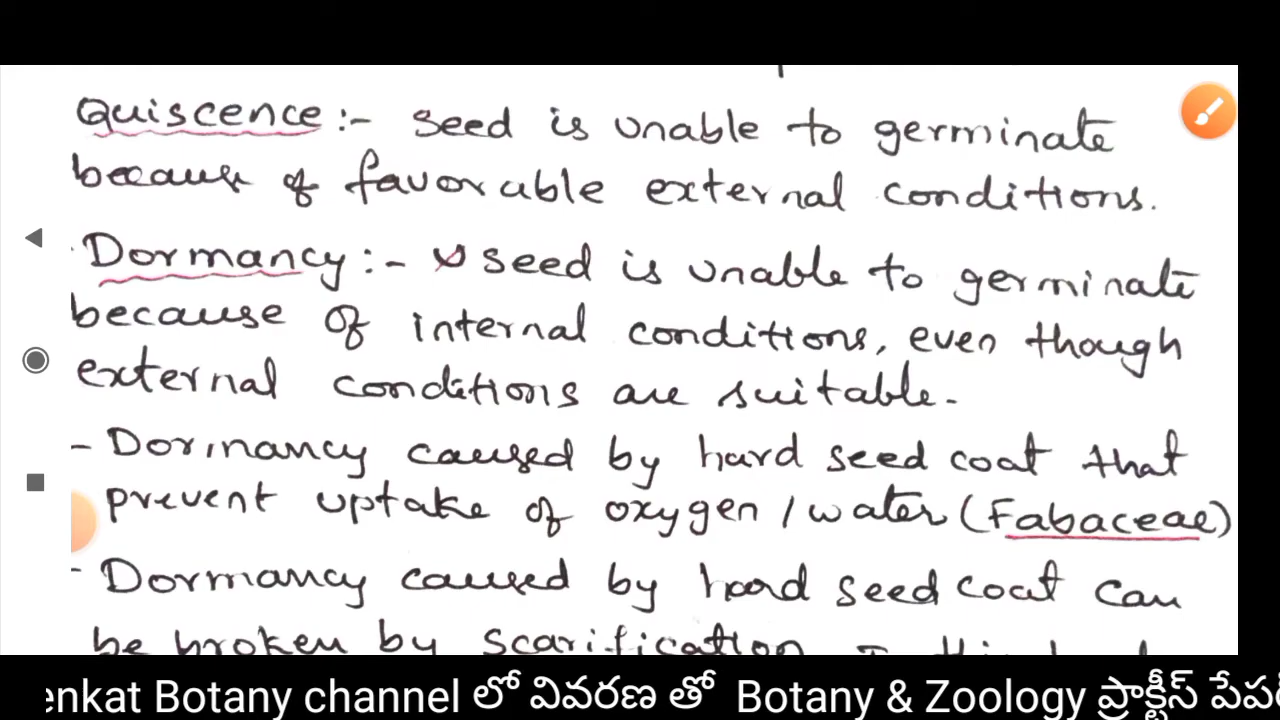 Quiscence :- seed is unable to germinate
because of favorable external conditions.
Dormancy :- seed is unable to germinate
because of internal conditions, even though
external conditions are suitable.
- Dormancy caused by hard seed coat that
prevent uptake of oxygen / water (Fabaceae)
- Dormancy caused by hard seed coat can
be broken by scarification
enkat Botany channel లో వివరణ తో Botany & Zoology ప్రాక్టీస్ పేపర్